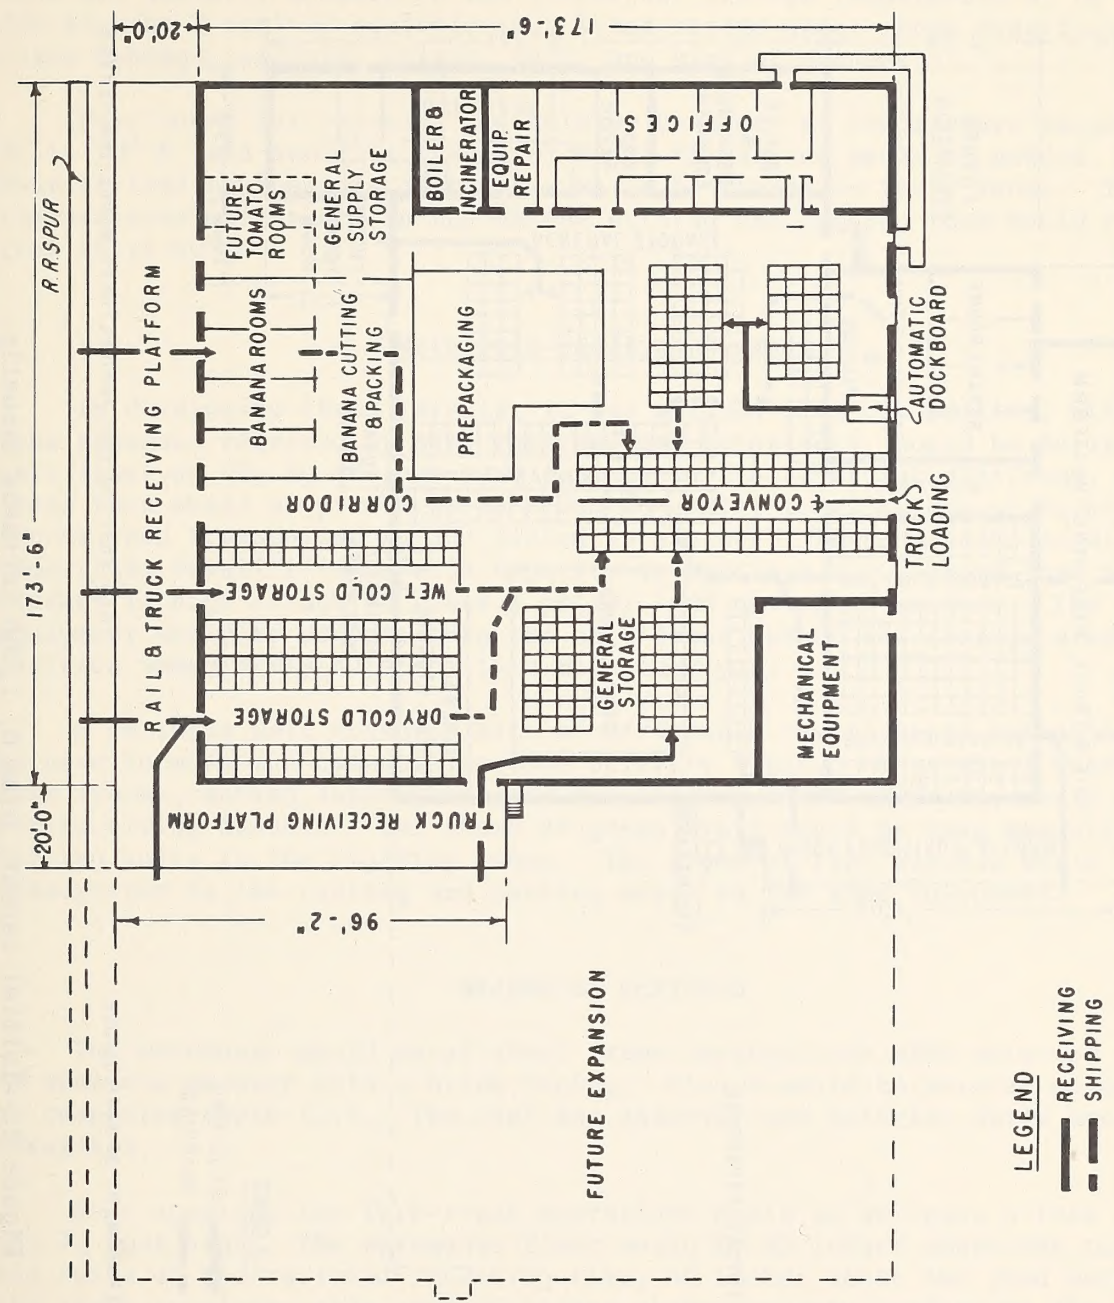 173'-6"
20'-0"
173'-6"
20'-0"
96'-2"
R.R.SPUR
RAIL & TRUCK RECEIVING PLATFORM
TRUCK RECEIVING PLATFORM
DRY COLD STORAGE
WET COLD STORAGE
CORRIDOR
BANANA ROOMS
BANANA CUTTING
& PACKING
FUTURE
TOMATO
ROOMS
GENERAL
SUPPLY
STORAGE
BOILER &
INCINERATOR
EQUIP.
REPAIR
OFFICES
PREPACKAGING
GENERAL
STORAGE
MECHANICAL
EQUIPMENT
℄ CONVEYOR
TRUCK
LOADING
AUTOMATIC
DOCKBOARD
FUTURE EXPANSION
LEGEND
RECEIVING
SHIPPING